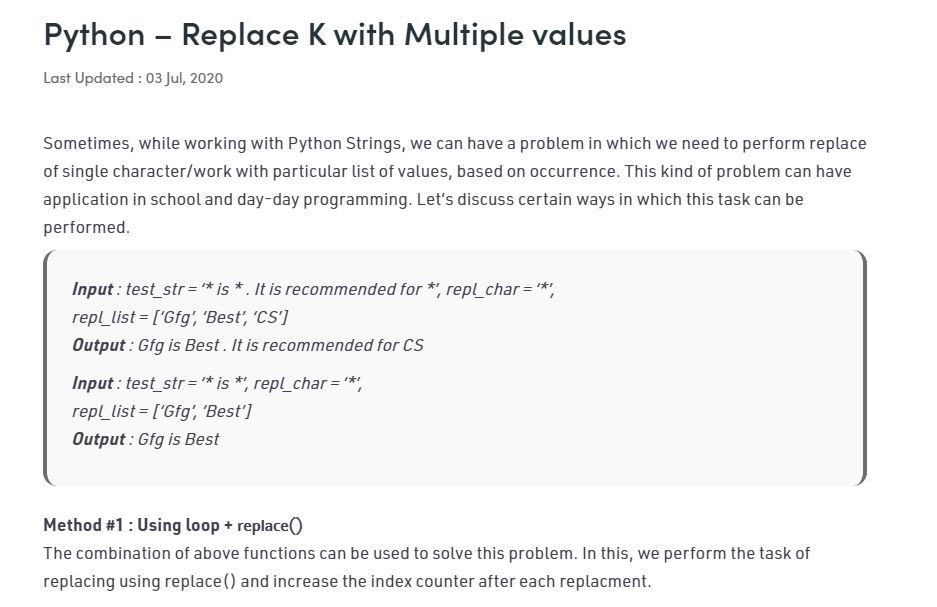 Python – Replace K with Multiple values
Last Updated : 03 Jul, 2020
Sometimes, while working with Python Strings, we can have a problem in which we need to perform replace
of single character/work with particular list of values, based on occurrence. This kind of problem can have
application in school and day-day programming. Let's discuss certain ways in which this task can be
performed.
Input : test_str = '* is * . It is recommended for *', repl_char = '*',
repl_list = ['Gfg', 'Best', 'CS']
Output : Gfg is Best . It is recommended for CS
Input : test_str = '* is *', repl_char = '*',
repl_list = ['Gfg', 'Best']
Output : Gfg is Best
Method #1 : Using loop + replace()
The combination of above functions can be used to solve this problem. In this, we perform the task of
replacing using replace() and increase the index counter after each replacment.